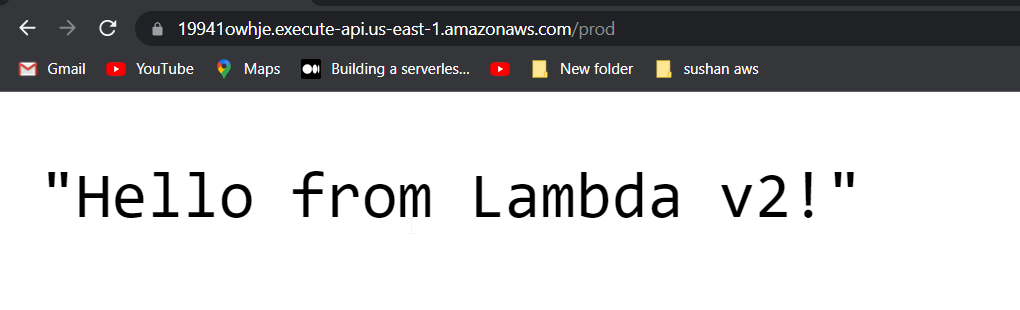 19941owhje.execute-api.us-east-1.amazonaws.com/prod
Gmail YouTube Maps Building a serverles... New folder sushan aws
"Hello from Lambda v2!"